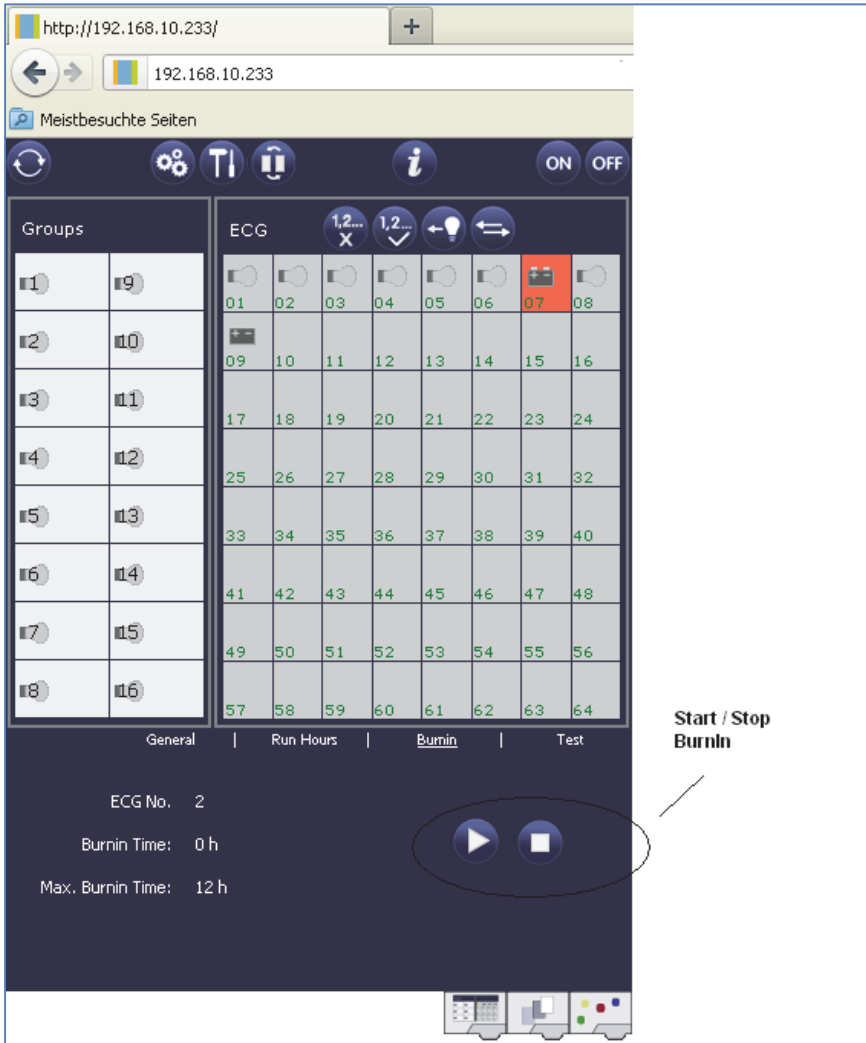 http://192.168.10.233/
192.168.10.233
Meistbesuchte Seiten
i ON OFF
Groups
ECG 1,2... X 1,2...
1 9
01 02 03 04 05 06 07 08
2 10
09 10 11 12 13 14 15 16
3 11
17 18 19 20 21 22 23 24
4 12
25 26 27 28 29 30 31 32
5 13
33 34 35 36 37 38 39 40
6 14
41 42 43 44 45 46 47 48
7 15
49 50 51 52 53 54 55 56
8 16
57 58 59 60 61 62 63 64
General | Run Hours | Burnin | Test
ECG No. 2
Burnin Time: 0 h
Max. Burnin Time: 12 h
Start / Stop
BurnIn